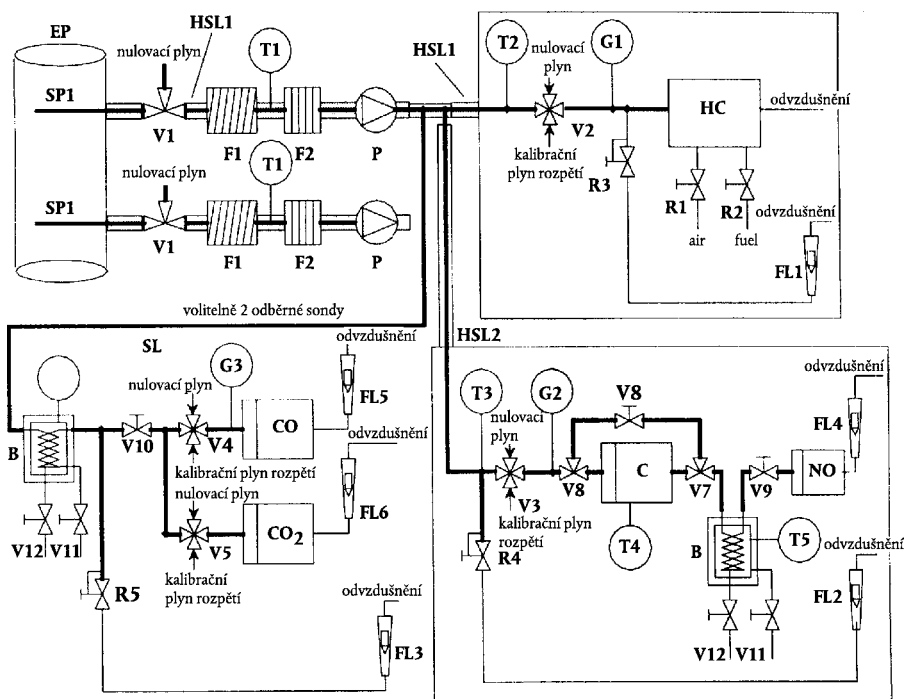 EP
HSL1
nulovací plyn
T1
SP1
V1
F1
F2
P
HSL1
T2
nulovací
plyn
G1
V2
kalibrační
plyn rozpětí
HC
odvzdušnění
R3
R1
R2
air
fuel
odvzdušnění
FL1
nulovací plyn
T1
SP1
V1
F1
F2
P
volitelně 2 odběrné sondy
HSL2
SL
odvzdušnění
nulovací plyn
G3
FL5
V10
V4
CO
odvzdušnění
B
kalibrační plyn rozpětí
nulovací plyn
FL6
V5
CO2
V12
V11
kalibrační
plyn rozpětí
R5
odvzdušnění
FL3
T3
G2
nulovací
plyn
V8
odvzdušnění
FL4
V3
V8
C
V7
V9
NO
kalibrační plyn
rozpětí
T4
R4
B
T5
odvzdušnění
FL2
V12
V11